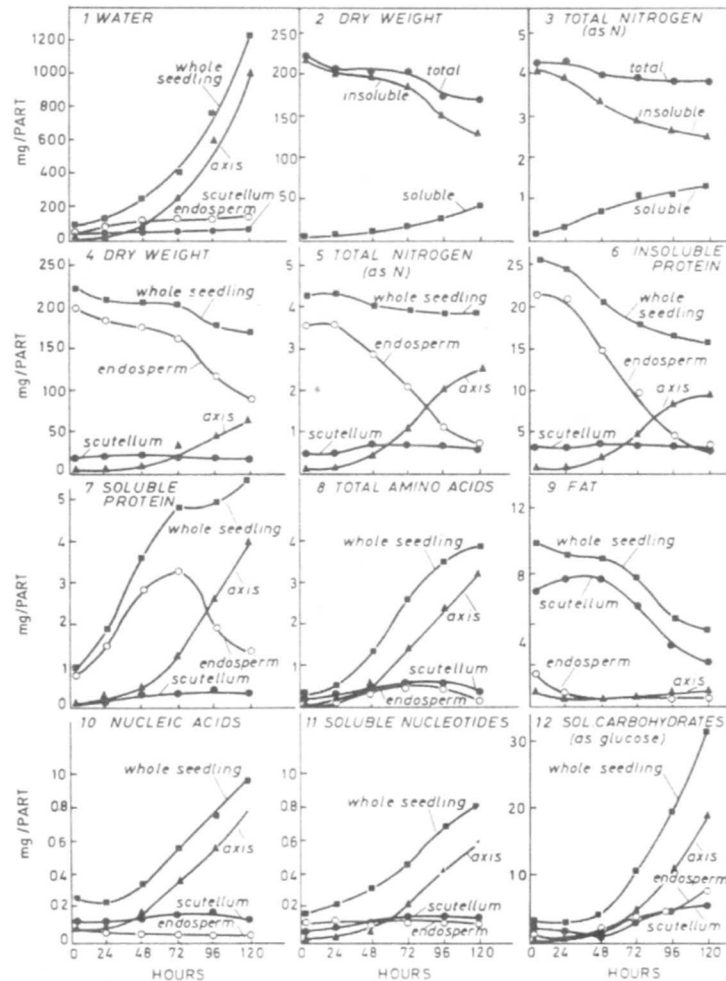 1 WATER
1200
1000
800
600
400
200
0
mg/PART
whole
seedling
axis
scutellum
endosperm
2 DRY WEIGHT
250
200
150
100
50
total
insoluble
soluble
3 TOTAL NITROGEN
(as N)
5
4
3
2
1
0
total
insoluble
soluble
4 DRY WEIGHT
250
200
150
100
50
0
mg/PART
whole seedling
endosperm
axis
scutellum
5 TOTAL NITROGEN
(as N)
5
4
3
2
1
whole seedling
endosperm
axis
scutellum
6 INSOLUBLE
PROTEIN
25
20
15
10
5
0
whole
seedling
endosperm
axis
scutellum
7 SOLUBLE
PROTEIN
5
4
3
2
1
0
mg/PART
whole seedling
axis
endosperm
scutellum
8 TOTAL AMINO ACIDS
4
3
2
1
0
whole seedling
axis
scutellum
endosperm
9 FAT
12
8
4
0
whole seedling
scutellum
endosperm
axis
10 NUCLEIC ACIDS
1.0
0.8
0.6
0.4
0.2
0
mg/PART
whole seedling
axis
scutellum
endosperm
0 24 48 72 96 120
HOURS
11 SOLUBLE NUCLEOTIDES
1.0
0.8
0.6
0.4
0.2
0
whole seedling
axis
scutellum
endosperm
0 24 48 72 96 120
HOURS
12 SOL.CARBOHYDRATES
(as glucose)
30
20
10
0
whole seedling
axis
endosperm
scutellum
0 24 48 72 96 120
HOURS